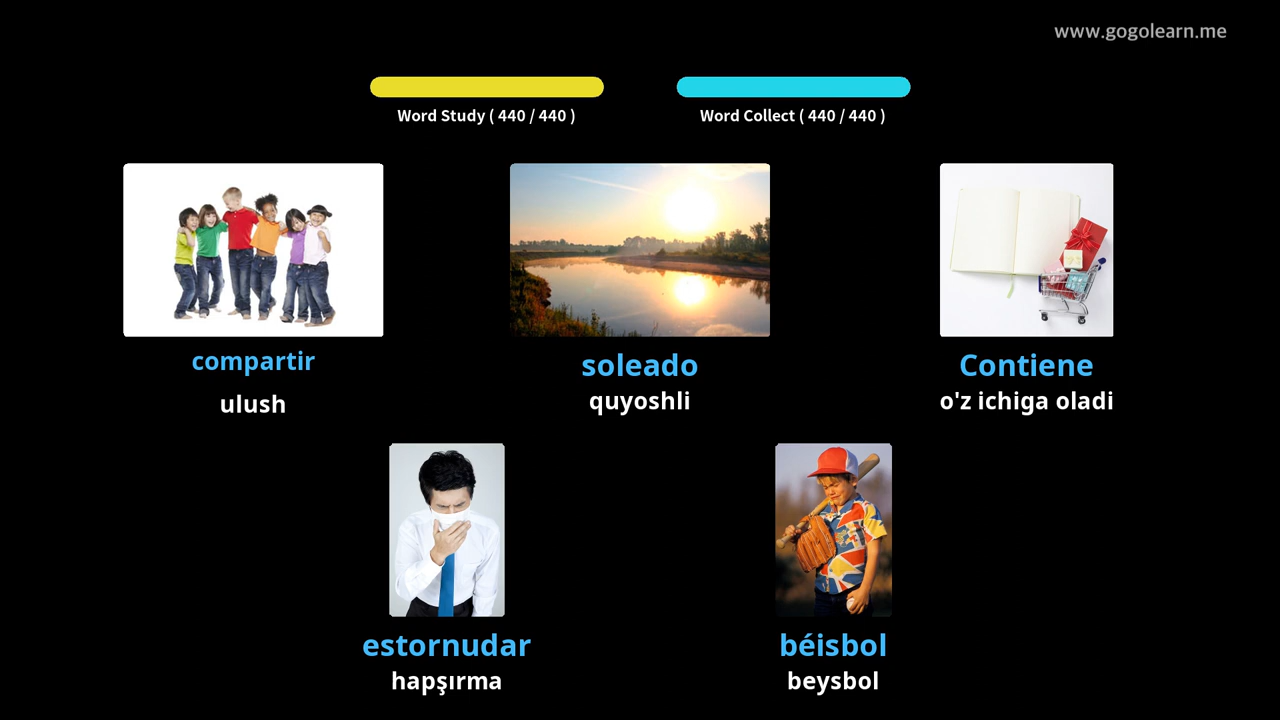 www.gogolearn.me
Word Study ( 440 / 440 )
Word Collect ( 440 / 440 )
compartir
ulush
soleado
quyoshli
Contiene
o'z ichiga oladi
estornudar
hapşırma
béisbol
beysbol